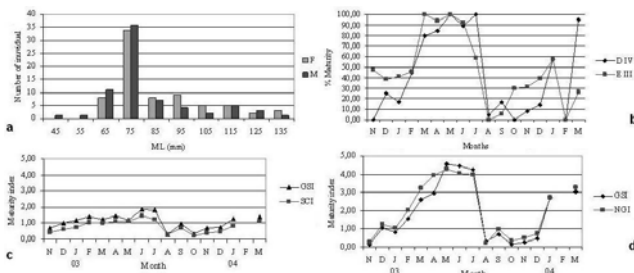 40
35
30
25
20
15
10
5
0
Number of individual
F
M
45 55 65 75 85 95 105 115 125 135
ML (mm)
a
100,00
90,00
80,00
70,00
60,00
50,00
40,00
30,00
20,00
10,00
0,00
% Maturity
D IV
E III
N D J F M A M J J A S O N D J F M
Months
b
5,00
4,00
3,00
2,00
1,00
0,00
Maturity index
GSI
SCI
N D J F M A M J J A S O N D J F M
03 Month 04
c
5,00
4,00
3,00
2,00
1,00
0,00
Maturity index
GSI
NGI
N D J F M A M J J A S O N D J F M
03 Month 04
d